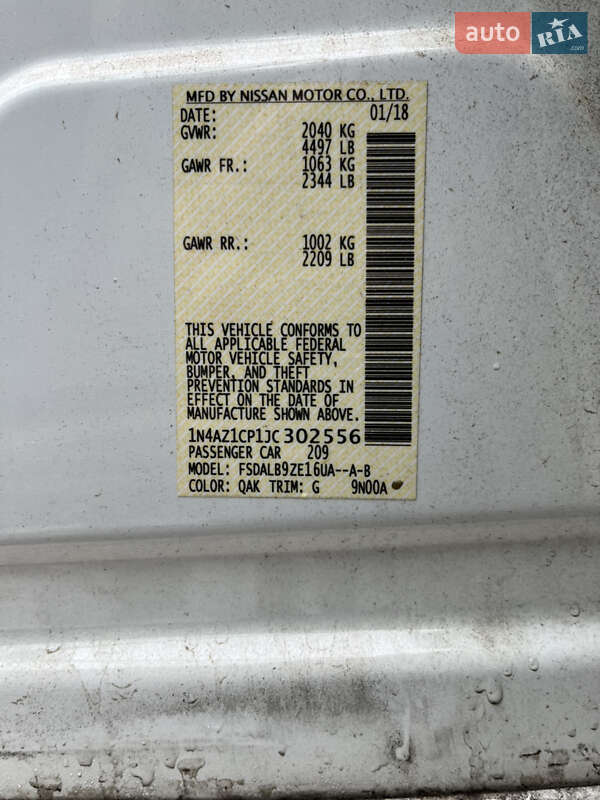 auto RIA .com
MFD BY NISSAN MOTOR CO., LTD.
DATE: 01/18
GVWR: 2040 KG
4497 LB
GAWR FR.: 1063 KG
2344 LB
GAWR RR.: 1002 KG
2209 LB
THIS VEHICLE CONFORMS TO
ALL APPLICABLE FEDERAL
MOTOR VEHICLE SAFETY,
BUMPER, AND THEFT
PREVENTION STANDARDS IN
EFFECT ON THE DATE OF
MANUFACTURE SHOWN ABOVE.
1N4AZ1CP1JC302556
PASSENGER CAR 209
MODEL: FSDALB9ZE16UA--A-B
COLOR: QAK TRIM: G 9N00A